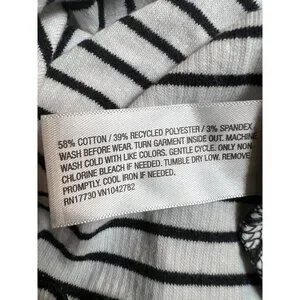 58% COTTON / 39% RECYCLED POLYESTER / 3% SPANDEX
WASH BEFORE WEAR. TURN GARMENT INSIDE OUT. MACHINE
WASH COLD WITH LIKE COLORS. GENTLE CYCLE. ONLY NON
CHLORINE BLEACH IF NEEDED. TUMBLE DRY LOW. REMOVE
PROMPTLY. COOL IRON IF NEEDED.
RN17730 VN1042782